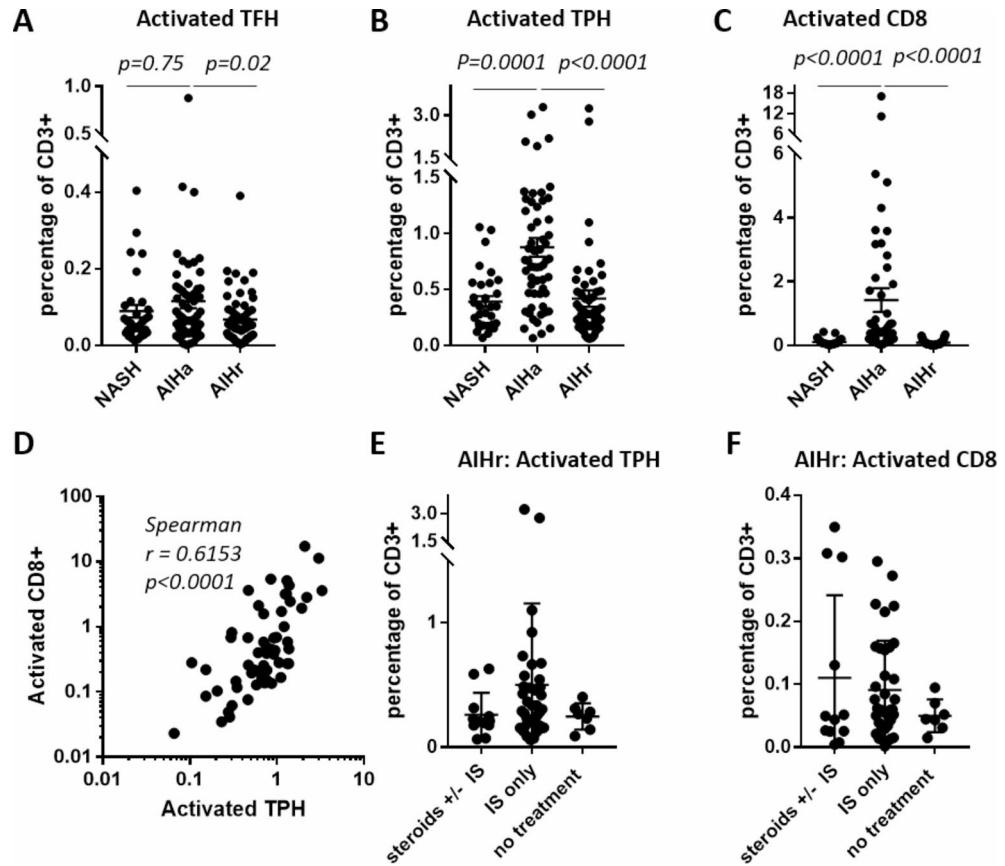 A
Activated TFH
p=0.75
p=0.02
percentage of CD3+
1.0
0.5
0.4
0.2
0.0
NASH
AIHa
AIHr
B
Activated TPH
P=0.0001
p<0.0001
percentage of CD3+
3.0
1.5
1.5
1.0
0.5
0.0
NASH
AIHa
AIHr
C
Activated CD8
p<0.0001
p<0.0001
percentage of CD3+
18
12
6
6
4
2
0
NASH
AIHa
AIHr
D
Spearman
r = 0.6153
p<0.0001
Activated CD8+
100
10
1
0.1
0.01
0.01
0.1
1
10
Activated TPH
E
AIHr: Activated TPH
percentage of CD3+
3.0
1.5
1
0
steroids +/- IS
IS only
no treatment
F
AIHr: Activated CD8
percentage of CD3+
0.4
0.3
0.2
0.1
0.0
steroids +/- IS
IS only
no treatment